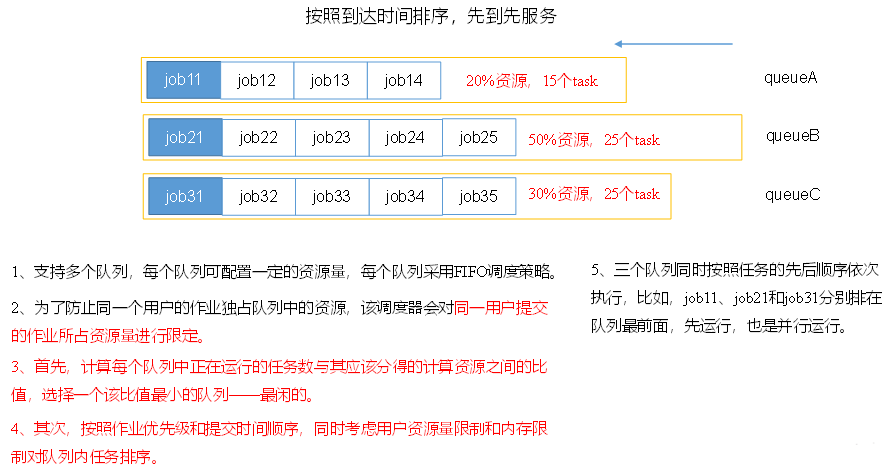 按照到达时间排序，先到先服务
job11 job12 job13 job14 20%资源，15个task queueA
job21 job22 job23 job24 job25 50%资源，25个task queueB
job31 job32 job33 job34 job35 30%资源，25个task queueC
1、支持多个队列，每个队列可配置一定的资源量，每个队列采用FIFO调度策略。
2、为了防止同一个用户的作业独占队列中的资源，该调度器会对同一用户提交
的作业所占资源量进行限定。
3、首先，计算每个队列中正在运行的任务数与其应该分得的计算资源之间的比
值，选择一个该比值最小的队列——最闲的。
4、其次，按照作业优先级和提交时间顺序，同时考虑用户资源量限制和内存限
制对队列内任务排序。
5、三个队列同时按照任务的先后顺序依次
执行，比如，job11、job21和job31分别排在
队列最前面，先运行，也是并行运行。